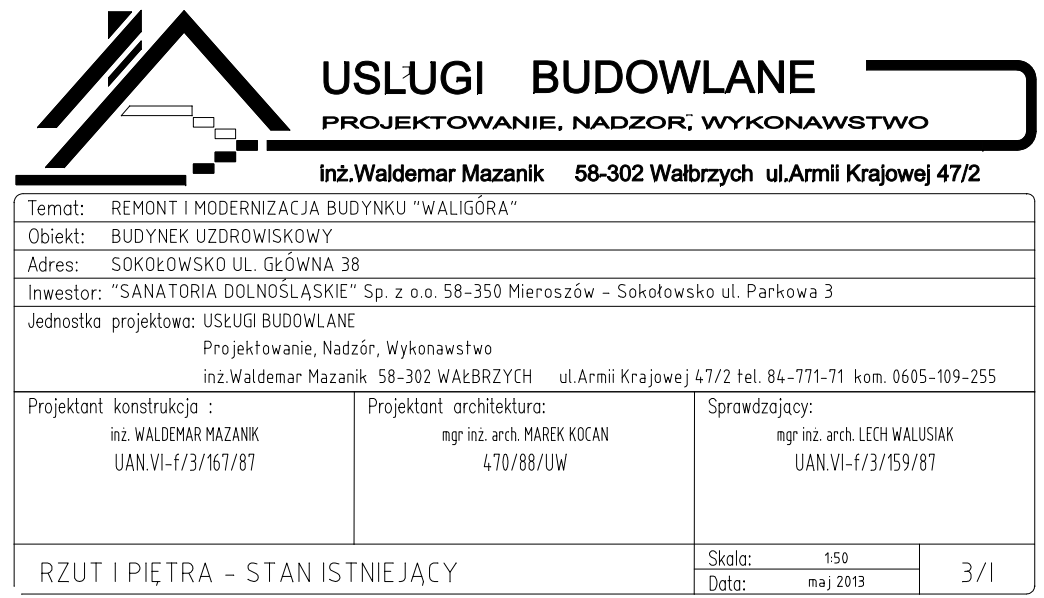 USŁUGI BUDOWLANE
PROJEKTOWANIE, NADZOR, WYKONAWSTWO
inż.Waldemar Mazanik 58-302 Wałbrzych ul.Armii Krajowej 47/2
Temat: REMONT I MODERNIZACJA BUDYNKU "WALIGÓRA"
Obiekt: BUDYNEK UZDROWISKOWY
Adres: SOKOŁOWSKO UL. GŁÓWNA 38
Inwestor: "SANATORIA DOLNOŚLĄSKIE" Sp. z o.o. 58-350 Mieroszów - Sokołowsko ul. Parkowa 3
Jednostka projektowa: USŁUGI BUDOWLANE
Projektowanie, Nadzór, Wykonawstwo
inż.Waldemar Mazanik 58-302 WAŁBRZYCH ul.Armii Krajowej 47/2 tel. 84-771-71 kom. 0605-109-255
Projektant konstrukcja :
inż. WALDEMAR MAZANIK
UAN.VI-f/3/167/87
Projektant architektura:
mgr inż. arch. MAREK KOCAN
470/88/UW
Sprawdzający:
mgr inż. arch. LECH WALUSIAK
UAN.VI-f/3/159/87
RZUT I PIĘTRA - STAN ISTNIEJĄCY
Skala: 1:50
Data: maj 2013
3/I